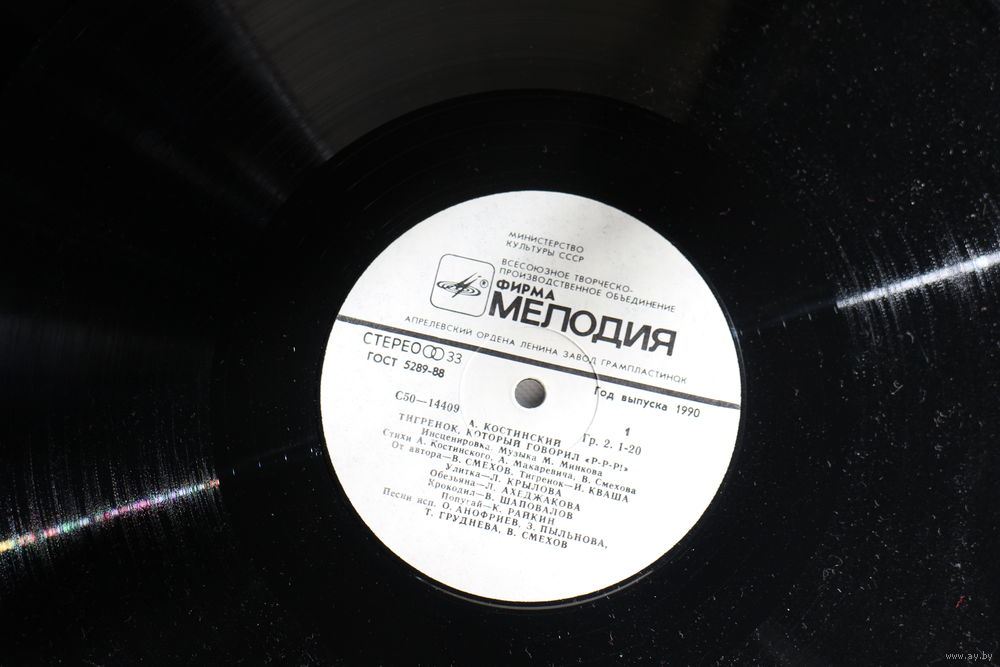 МИНИСТЕРСТВО
КУЛЬТУРЫ СССР
ВСЕСОЮЗНОЕ ТВОРЧЕСКО-
ПРОИЗВОДСТВЕННОЕ ОБЪЕДИНЕНИЕ
ФИРМА
®
МЕЛОДИЯ
АПРЕЛЕВСКИЙ ОРДЕНА ЛЕНИНА ЗАВОД ГРАМПЛАСТИНОК
СТЕРЕО 33
ГОСТ 5289-88
Год выпуска 1990
С50—14409
1
Гр. 2. 1-20
А. КОСТИНСКИЙ
ТИГРЕНОК, КОТОРЫЙ ГОВОРИЛ «Р-Р-Р!»
Инсценировка. Музыка М. Минкова
Стихи А. Костинского, А. Макаревича, В. Смехова
От автора—В. СМЕХОВ, Тигренок—И. КВАША
Улитка—Л. КРЫЛОВА
Обезьяна—Л. АХЕДЖАКОВА
Крокодил—В. ШАПОВАЛОВ
Попугай—К. РАЙКИН
Песни исп. О. АНОФРИЕВ, З. ПЫЛЬНОВА,
Т. ГРУДНЕВА, В. СМЕХОВ
www.ay.by